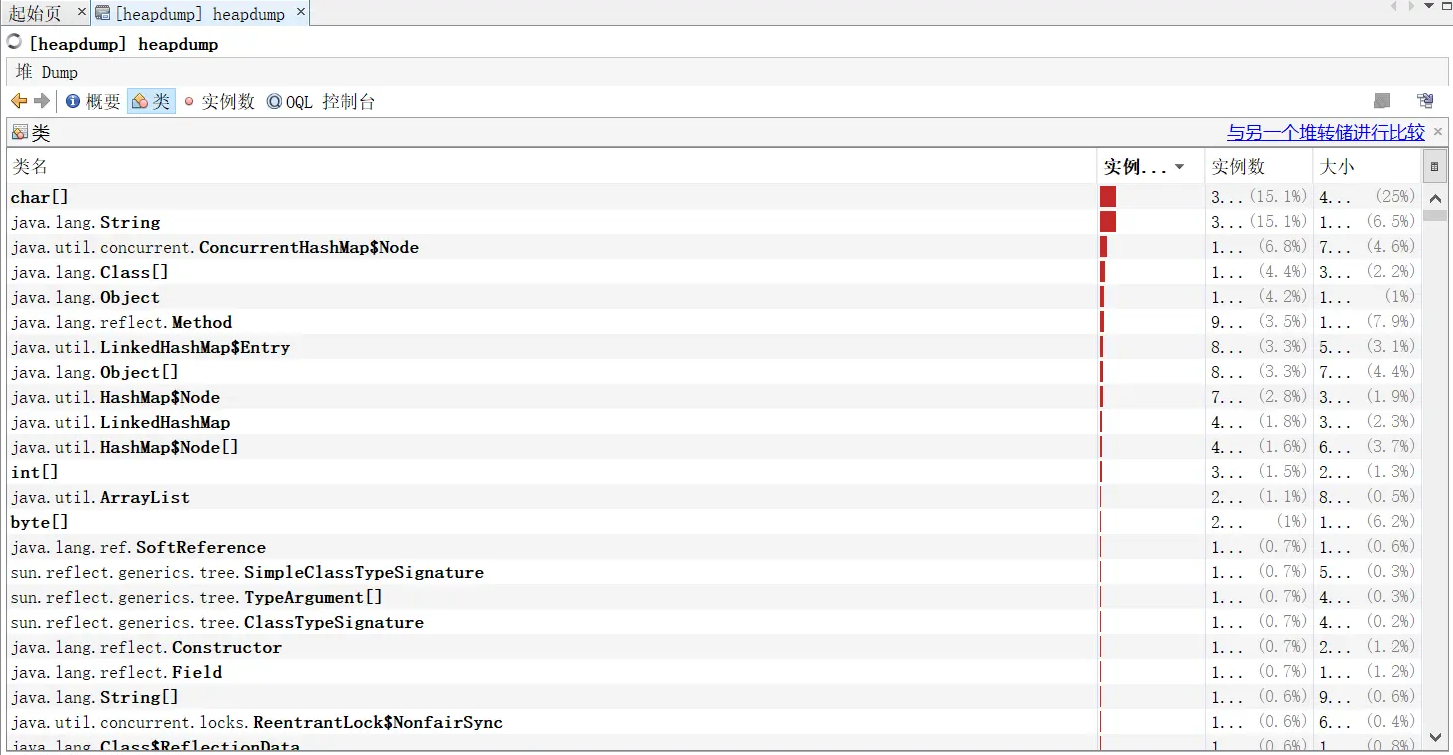 起始页 × [heapdump] heapdump ×
[heapdump] heapdump
堆 Dump
概要 类 实例数 OQL 控制台
类 与另一个堆转储进行比较 ×
类名 实例... 实例数 大小
char[] 3... (15.1%) 4... (25%)
java.lang.String 3... (15.1%) 1... (6.5%)
java.util.concurrent.ConcurrentHashMap$Node 1... (6.8%) 7... (4.6%)
java.lang.Class[] 1... (4.4%) 3... (2.2%)
java.lang.Object 1... (4.2%) 1... (1%)
java.lang.reflect.Method 9... (3.5%) 1... (7.9%)
java.util.LinkedHashMap$Entry 8... (3.3%) 5... (3.1%)
java.lang.Object[] 8... (3.3%) 7... (4.4%)
java.util.HashMap$Node 7... (2.8%) 3... (1.9%)
java.util.LinkedHashMap 4... (1.8%) 3... (2.3%)
java.util.HashMap$Node[] 4... (1.6%) 6... (3.7%)
int[] 3... (1.5%) 2... (1.3%)
java.util.ArrayList 2... (1.1%) 8... (0.5%)
byte[] 2... (1%) 1... (6.2%)
java.lang.ref.SoftReference 1... (0.7%) 1... (0.6%)
sun.reflect.generics.tree.SimpleClassTypeSignature 1... (0.7%) 5... (0.3%)
sun.reflect.generics.tree.TypeArgument[] 1... (0.7%) 4... (0.3%)
sun.reflect.generics.tree.ClassTypeSignature 1... (0.7%) 4... (0.2%)
java.lang.reflect.Constructor 1... (0.7%) 2... (1.2%)
java.lang.reflect.Field 1... (0.7%) 1... (1.2%)
java.lang.String[] 1... (0.6%) 9... (0.6%)
java.util.concurrent.locks.ReentrantLock$NonfairSync 1... (0.6%) 6... (0.4%)
java.lang.Class$ReflectionData 1... (0.6%) 1... (0.8%)